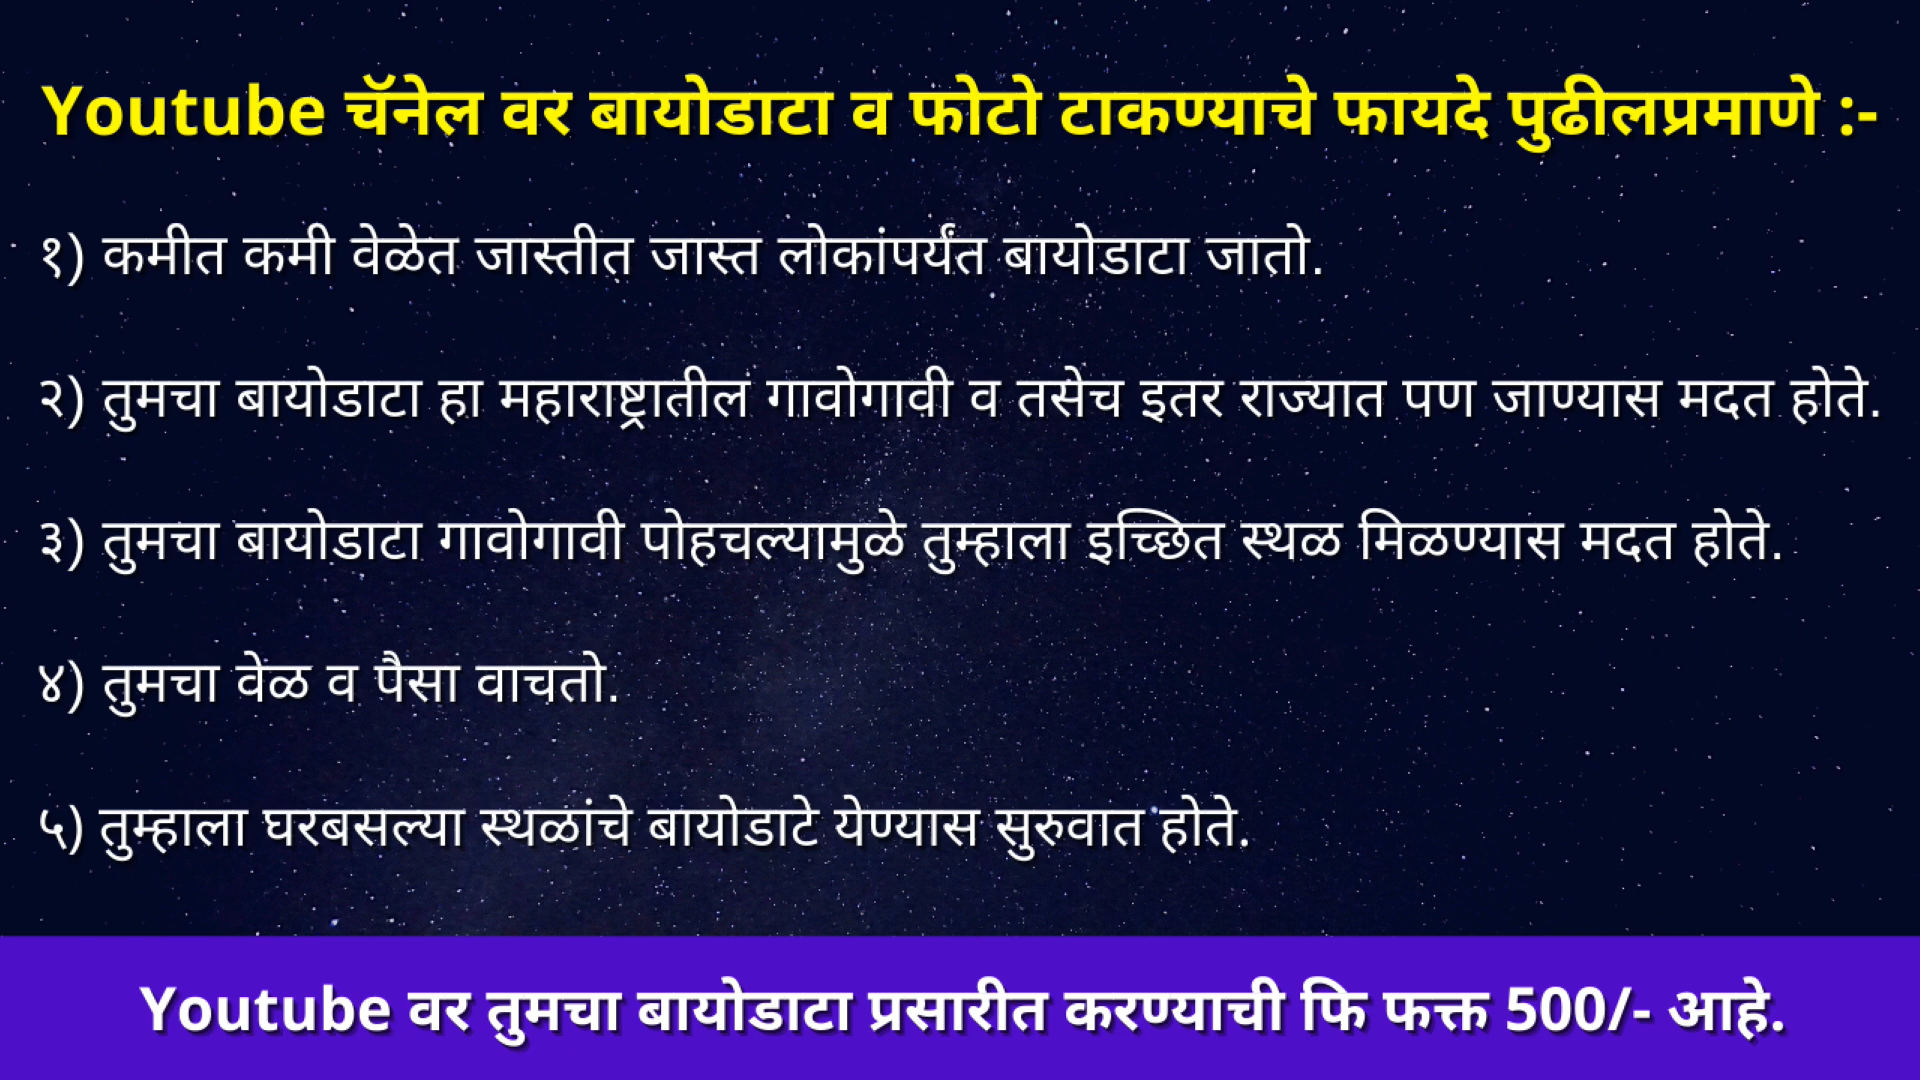 Youtube चॅनेल वर बायोडाटा व फोटो टाकण्याचे फायदे पुढीलप्रमाणे :-
१) कमीत कमी वेळेत जास्तीत जास्त लोकांपर्यंत बायोडाटा जातो.
२) तुमचा बायोडाटा हा महाराष्ट्रातील गावोगावी व तसेच इतर राज्यात पण जाण्यास मदत होते.
३) तुमचा बायोडाटा गावोगावी पोहचल्यामुळे तुम्हाला इच्छित स्थळ मिळण्यास मदत होते.
४) तुमचा वेळ व पैसा वाचतो.
५) तुम्हाला घरबसल्या स्थळांचे बायोडाटे येण्यास सुरुवात होते.
Youtube वर तुमचा बायोडाटा प्रसारीत करण्याची फि फक्त 500/- आहे.